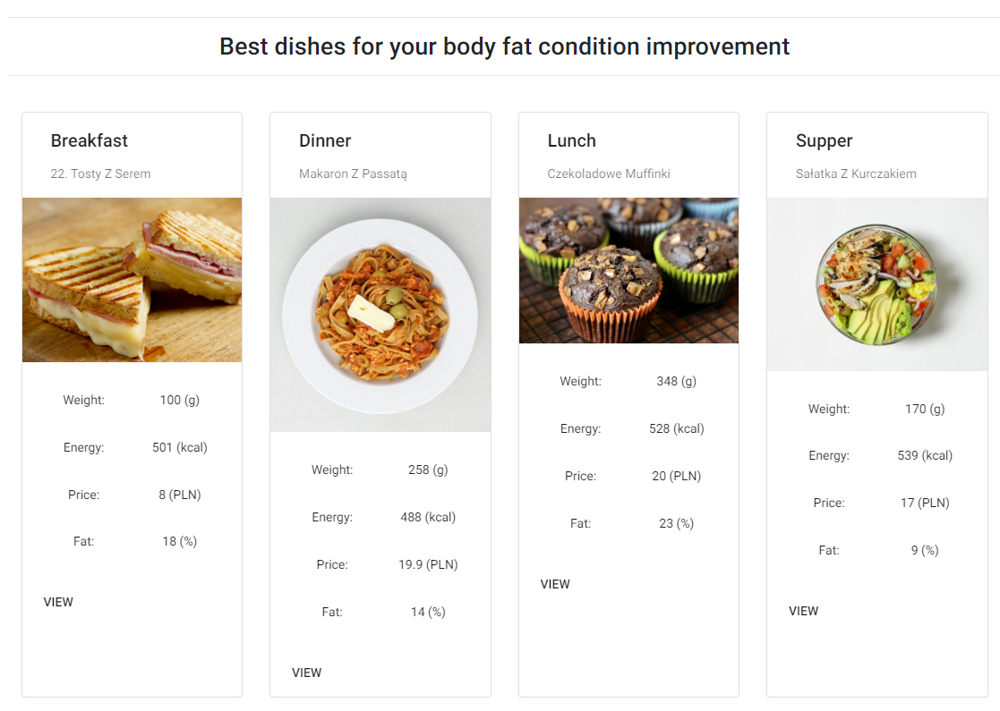 Best dishes for your body fat condition improvement
Breakfast
22. Tosty Z Serem
Weight: 100 (g)
Energy: 501 (kcal)
Price: 8 (PLN)
Fat: 18 (%)
VIEW
Dinner
Makaron Z Passatą
Weight: 258 (g)
Energy: 488 (kcal)
Price: 19.9 (PLN)
Fat: 14 (%)
VIEW
Lunch
Czekoladowe Muffinki
Weight: 348 (g)
Energy: 528 (kcal)
Price: 20 (PLN)
Fat: 23 (%)
VIEW
Supper
Sałatka Z Kurczakiem
Weight: 170 (g)
Energy: 539 (kcal)
Price: 17 (PLN)
Fat: 9 (%)
VIEW